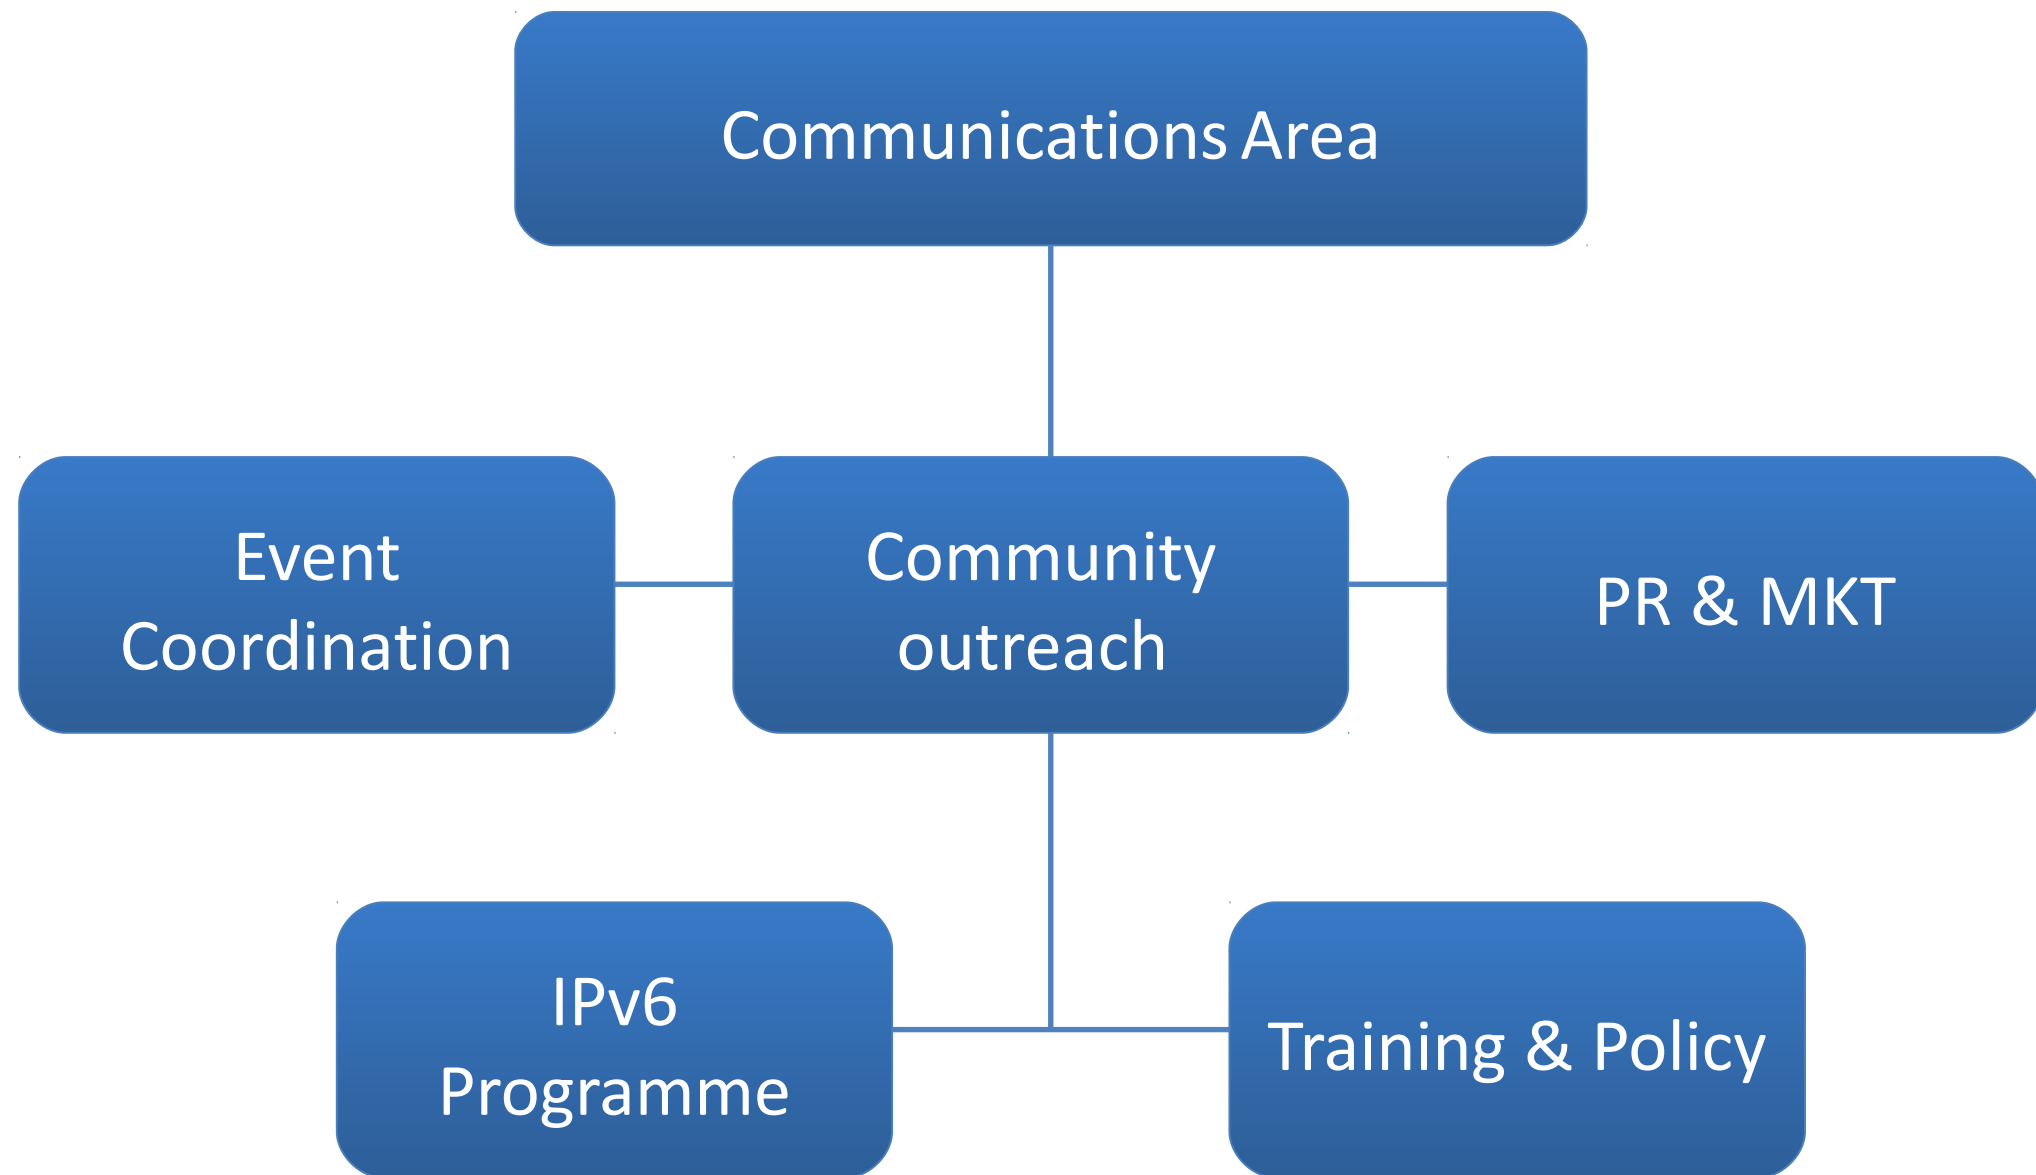 Communications Area
Event
Coordination
Community
outreach
PR & MKT
IPv6
Programme
Training & Policy